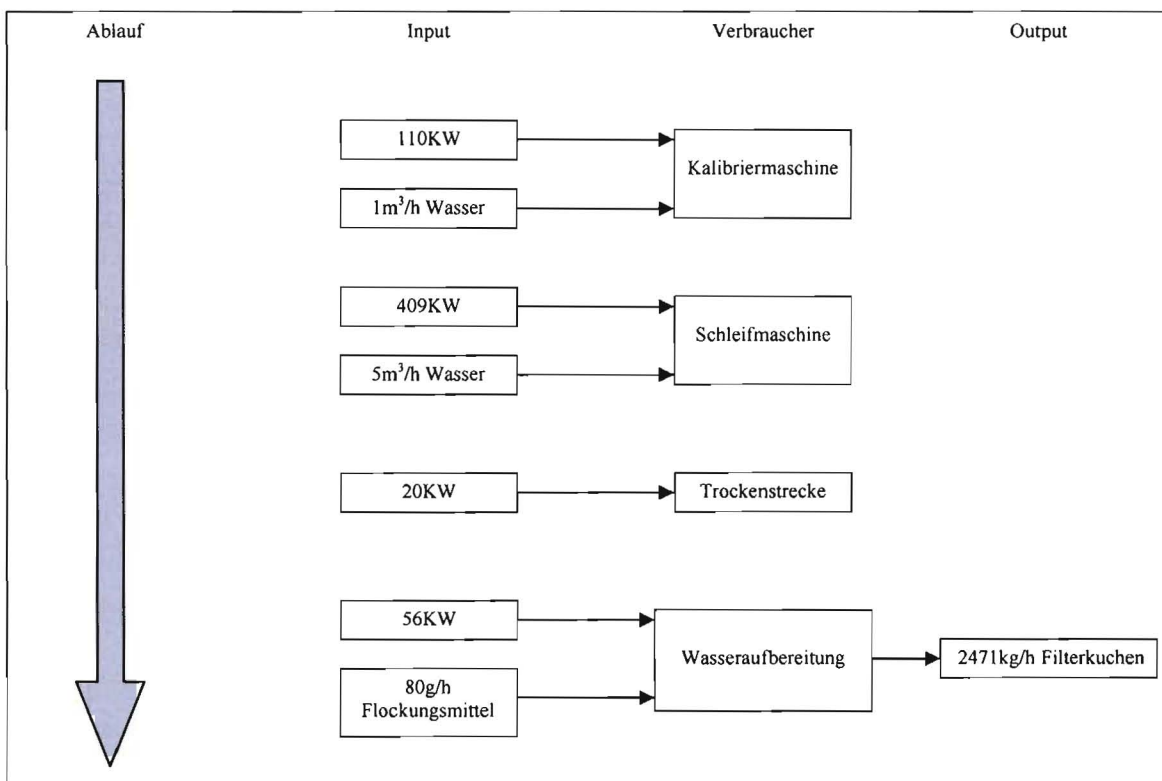 Ablauf Input Verbraucher Output
110KW
Kalibriermaschine
1m³/h Wasser
409KW
Schleifmaschine
5m³/h Wasser
20KW Trockenstrecke
56KW
Wasseraufbereitung 2471kg/h Filterkuchen
80g/h
Flockungsmittel